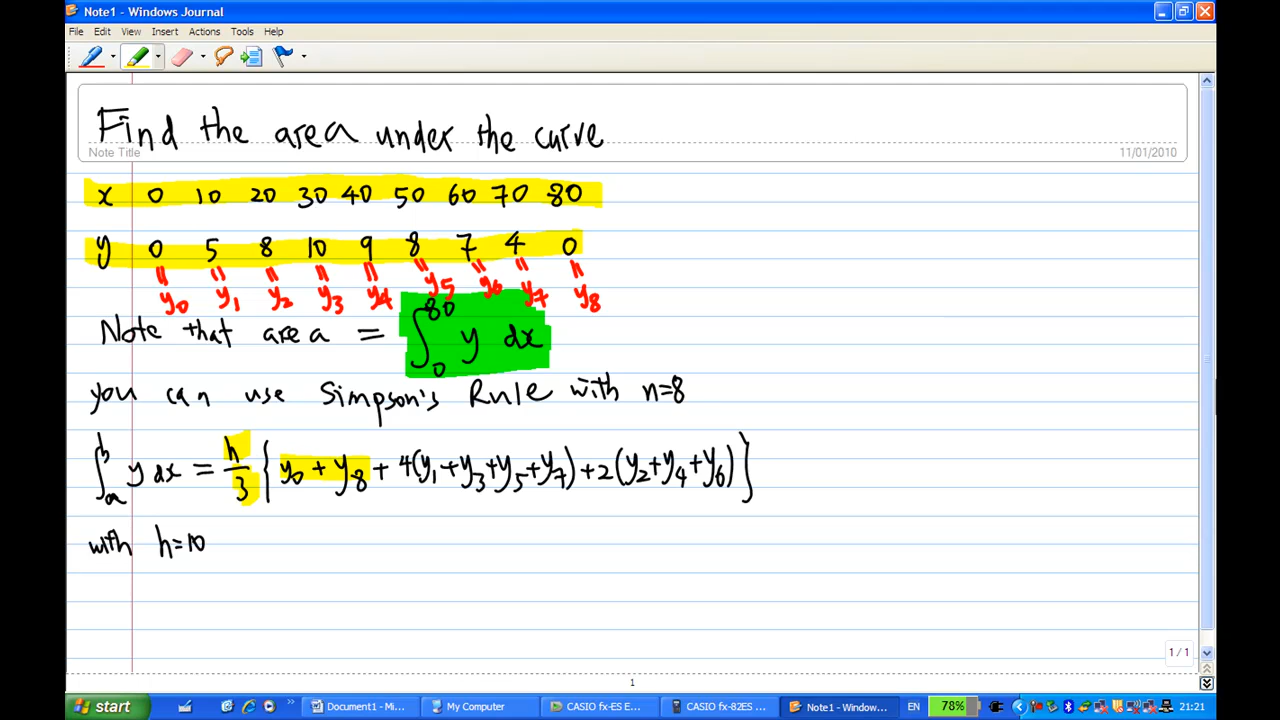 Note1 - Windows Journal
File Edit View Insert Actions Tools Help
Find the area under the curve
Note Title
11/01/2010
x 0 10 20 30 40 50 60 70 80
y 0 5 8 10 9 8 7 4 0
= = = = = = = = =
y₀ y₁ y₂ y₃ y₄ y₅ y₆ y₇ y₈
Note that area = ∫₀⁸⁰ y dx
you can use Simpson's Rule with n=8
∫ₐᵇ y dx = h/3 { y₀ + y₈ + 4(y₁+y₃+y₅+y₇) + 2(y₂+y₄+y₆) }
with h=10
1 / 1
1
start Document1 - Mi... My Computer CASIO fx-ES E... CASIO fx-82ES ... Note1 - Window... EN 78% 21:21